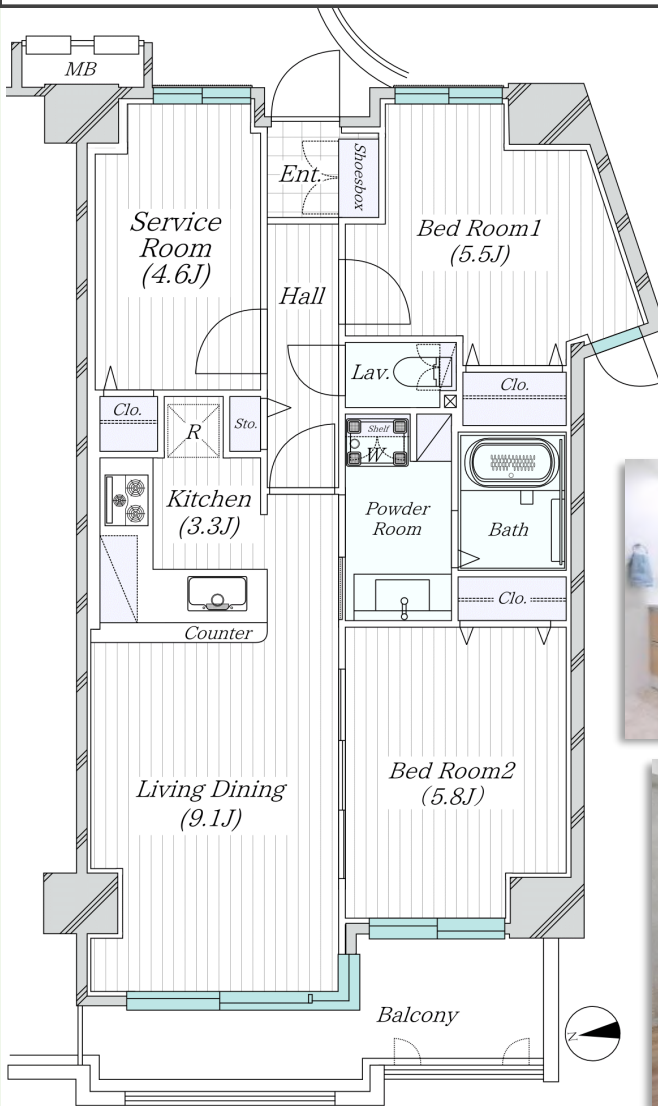 MB
Ent.
Shoesbox
Service
Room
(4.6J)
Bed Room1
(5.5J)
Hall
Lav.
Clo.
Clo.
R
Sto.
Shelf
W
Kitchen
(3.3J)
Powder
Room
Bath
Clo.
Counter
Living Dining
(9.1J)
Bed Room2
(5.8J)
Balcony
N